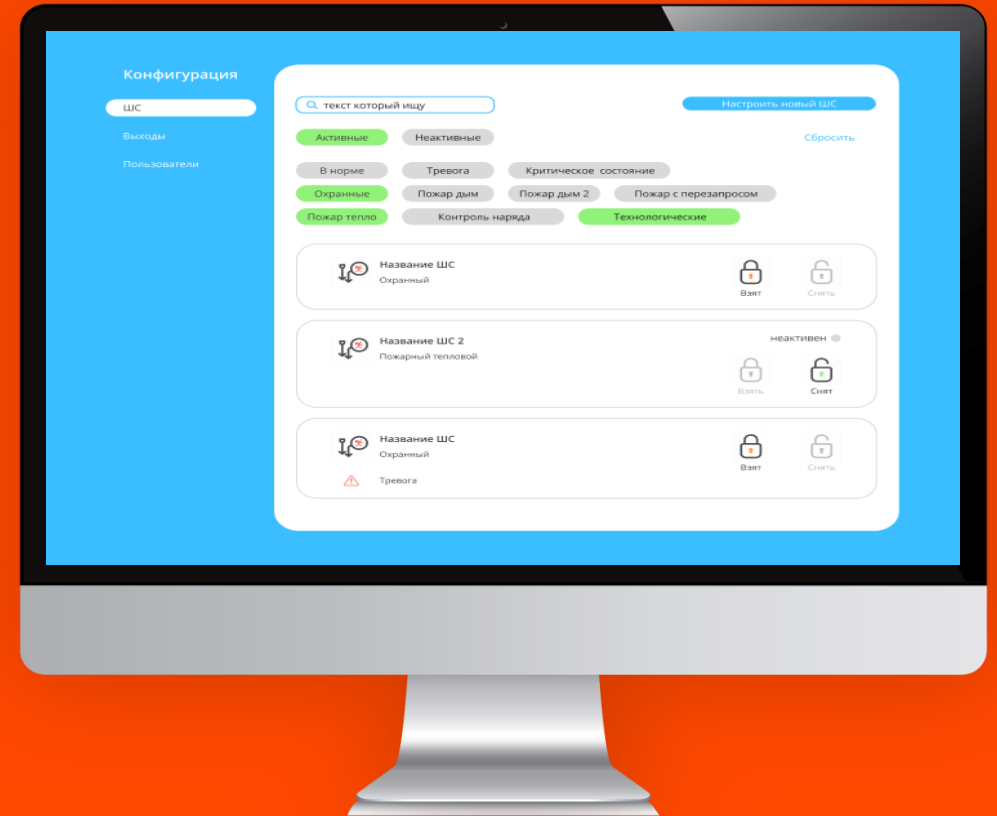 Конфигурация
ШС
Выходы
Пользователи
текст который ищу
Настроить новый ШС
Активные Неактивные Сбросить
В норме Тревога Критическое состояние
Охранные Пожар дым Пожар дым 2 Пожар с перезапросом
Пожар тепло Контроль наряда Технологические
Название ШС
Охранный
Взят Снять
Название ШС 2
Пожарный тепловой
неактивен
Взять Снят
Название ШС
Охранный
Тревога
Взят Снять